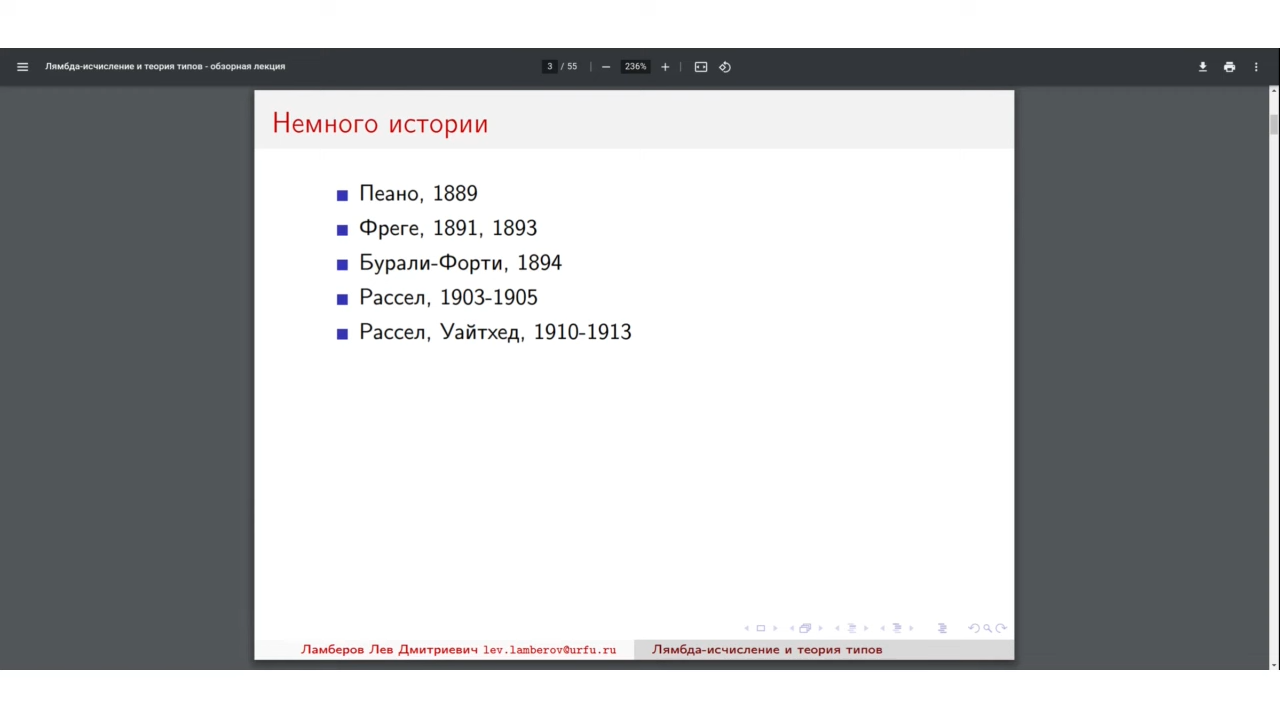 Лямбда-исчисление и теория типов - обзорная лекция
3 / 55
236%
Немного истории
Пеано, 1889
Фреге, 1891, 1893
Бурали-Форти, 1894
Рассел, 1903-1905
Рассел, Уайтхед, 1910-1913
Ламберов Лев Дмитриевич lev.lamberov@urfu.ru
Лямбда-исчисление и теория типов